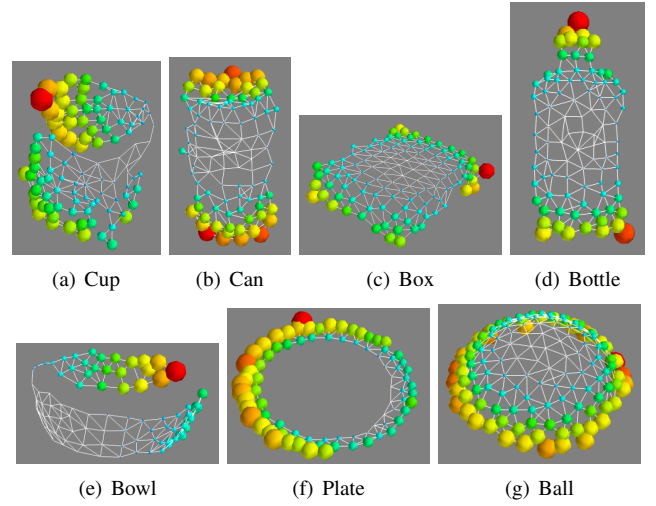 (a) Cup
(b) Can
(c) Box
(d) Bottle
(e) Bowl
(f) Plate
(g) Ball